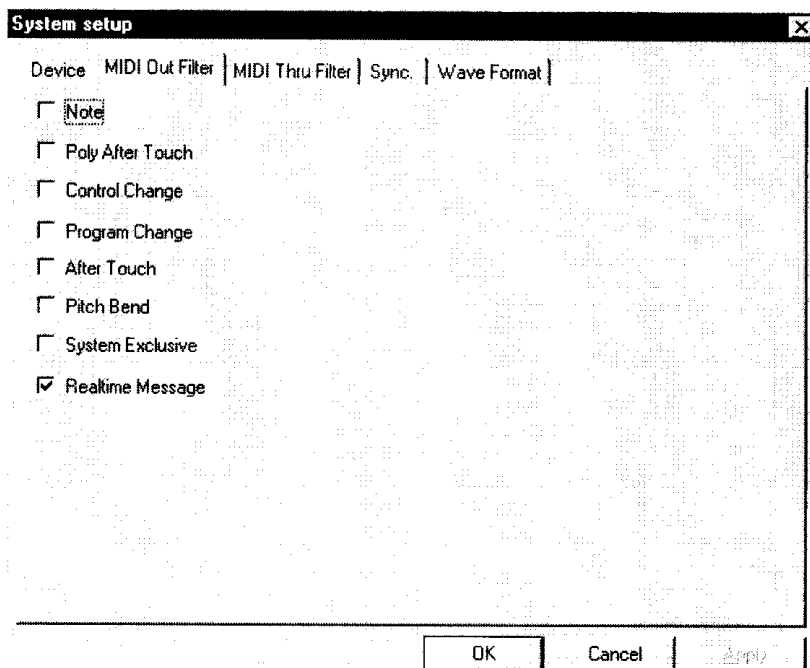 System setup
Device MIDI Out Filter MIDI Thru Filter Sync. Wave Format
Note
Poly After Touch
Control Change
Program Change
After Touch
Pitch Bend
System Exclusive
Realtime Message
OK Cancel Apply